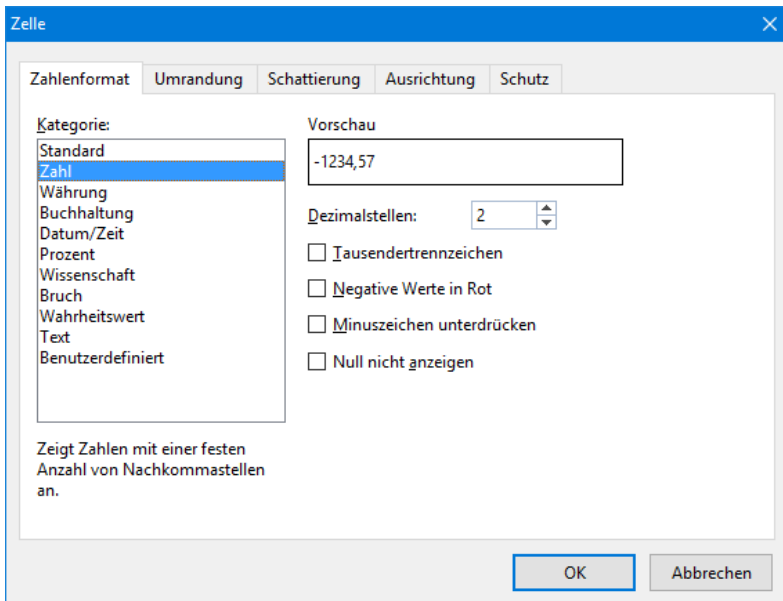 Zelle
Zahlenformat Umrandung Schattierung Ausrichtung Schutz
Kategorie:
Standard
Zahl
Währung
Buchhaltung
Datum/Zeit
Prozent
Wissenschaft
Bruch
Wahrheitswert
Text
Benutzerdefiniert
Zeigt Zahlen mit einer festen
Anzahl von Nachkommastellen
an.
Vorschau
-1234,57
Dezimalstellen: 2
Tausendertrennzeichen
Negative Werte in Rot
Minuszeichen unterdrücken
Null nicht anzeigen
OK Abbrechen